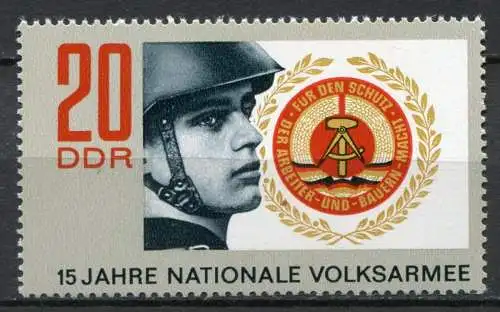 20
DDR
· FÜR DEN SCHUTZ ·
DER ARBEITER-UND-BAUERN-MACHT
15 JAHRE NATIONALE VOLKSARMEE